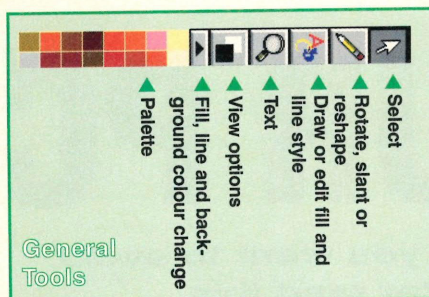 Select
Rotate, slant or
reshape
Draw or edit fill and
line style
Text
View options
Fill, line and back-
ground colour change
Palette
General
Tools